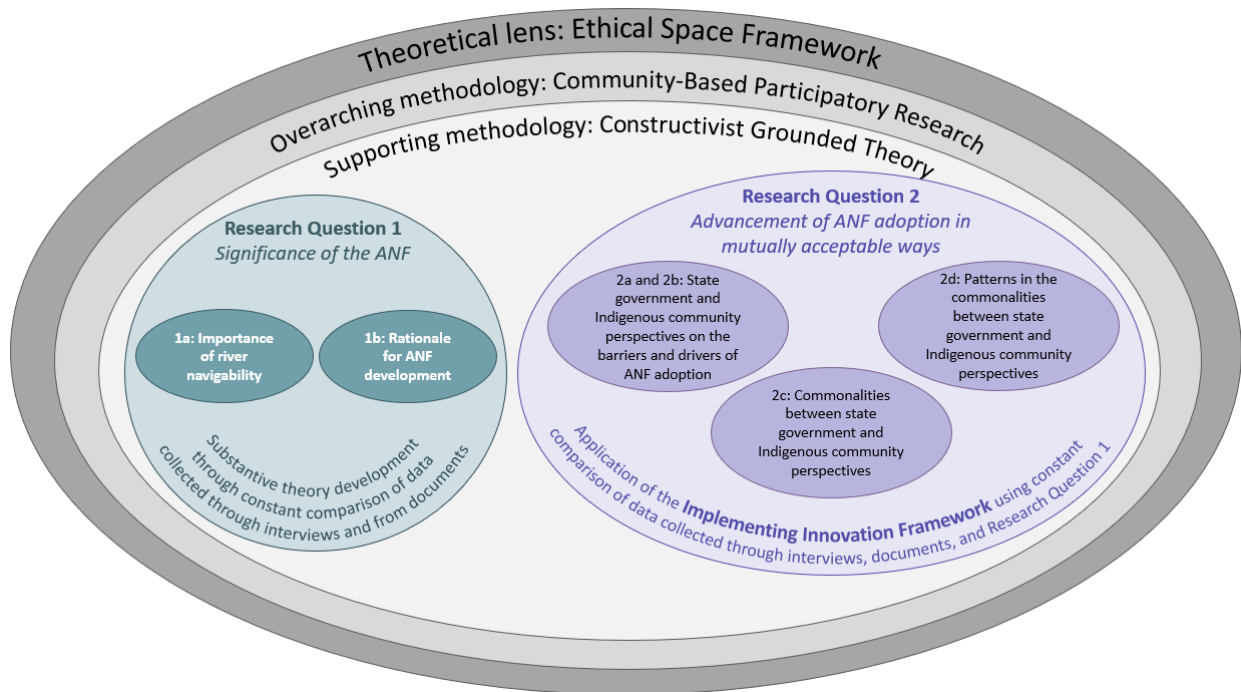 Theoretical lens: Ethical Space Framework
Overarching methodology: Community-Based Participatory Research
Supporting methodology: Constructivist Grounded Theory
Research Question 1
Significance of the ANF
1a: Importance
of river
navigability
1b: Rationale
for ANF
development
Substantive theory development
through constant comparison of data
collected through interviews and from documents
Research Question 2
Advancement of ANF adoption in
mutually acceptable ways
2a and 2b: State
government and
Indigenous community
perspectives on the
barriers and drivers of
ANF adoption
2d: Patterns in the
commonalities
between state
government and
Indigenous community
perspectives
2c: Commonalities
between state
government and
Indigenous community
perspectives
Application of the Implementing Innovation Framework using constant
comparison of data collected through interviews, documents, and Research Question 1